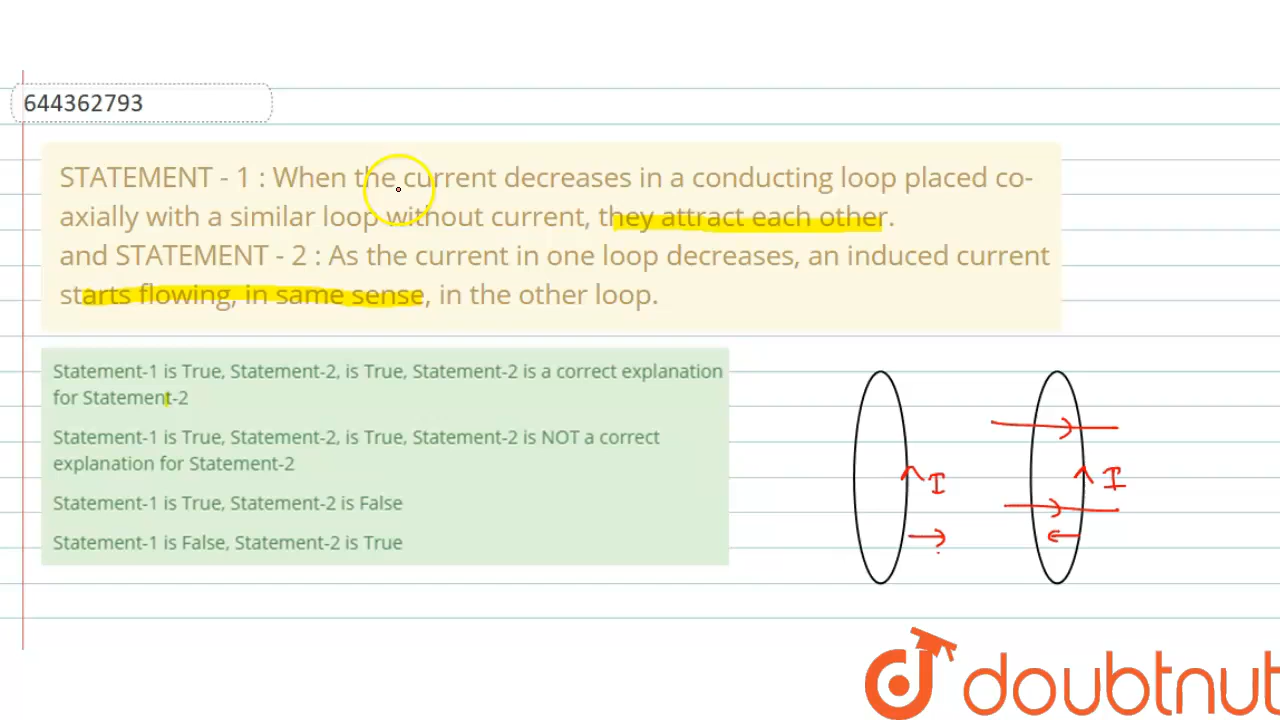 644362793
STATEMENT - 1 : When the current decreases in a conducting loop placed co-
axially with a similar loop without current, they attract each other.
and STATEMENT - 2 : As the current in one loop decreases, an induced current
starts flowing, in same sense, in the other loop.
Statement-1 is True, Statement-2, is True, Statement-2 is a correct explanation
for Statement-2
Statement-1 is True, Statement-2, is True, Statement-2 is NOT a correct
explanation for Statement-2
Statement-1 is True, Statement-2 is False
Statement-1 is False, Statement-2 is True
I
I
doubtnut